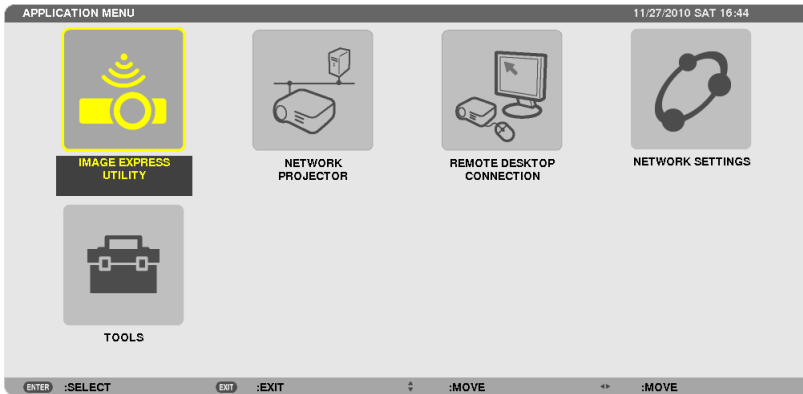 APPLICATION MENU 11/27/2010 SAT 16:44
IMAGE EXPRESS
UTILITY
NETWORK
PROJECTOR
REMOTE DESKTOP
CONNECTION
NETWORK SETTINGS
TOOLS
ENTER :SELECT EXIT :EXIT :MOVE :MOVE